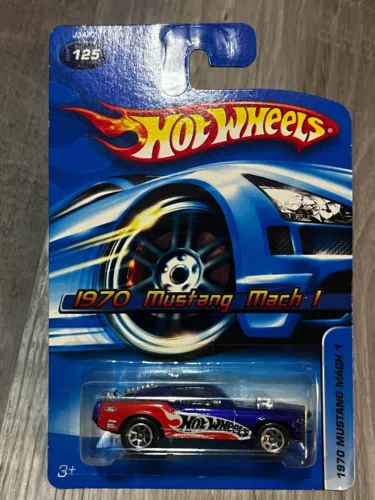 125
HOT WHEELS
1970 Mustang Mach 1
1970 MUSTANG MACH 1
HOT WHEELS
3+